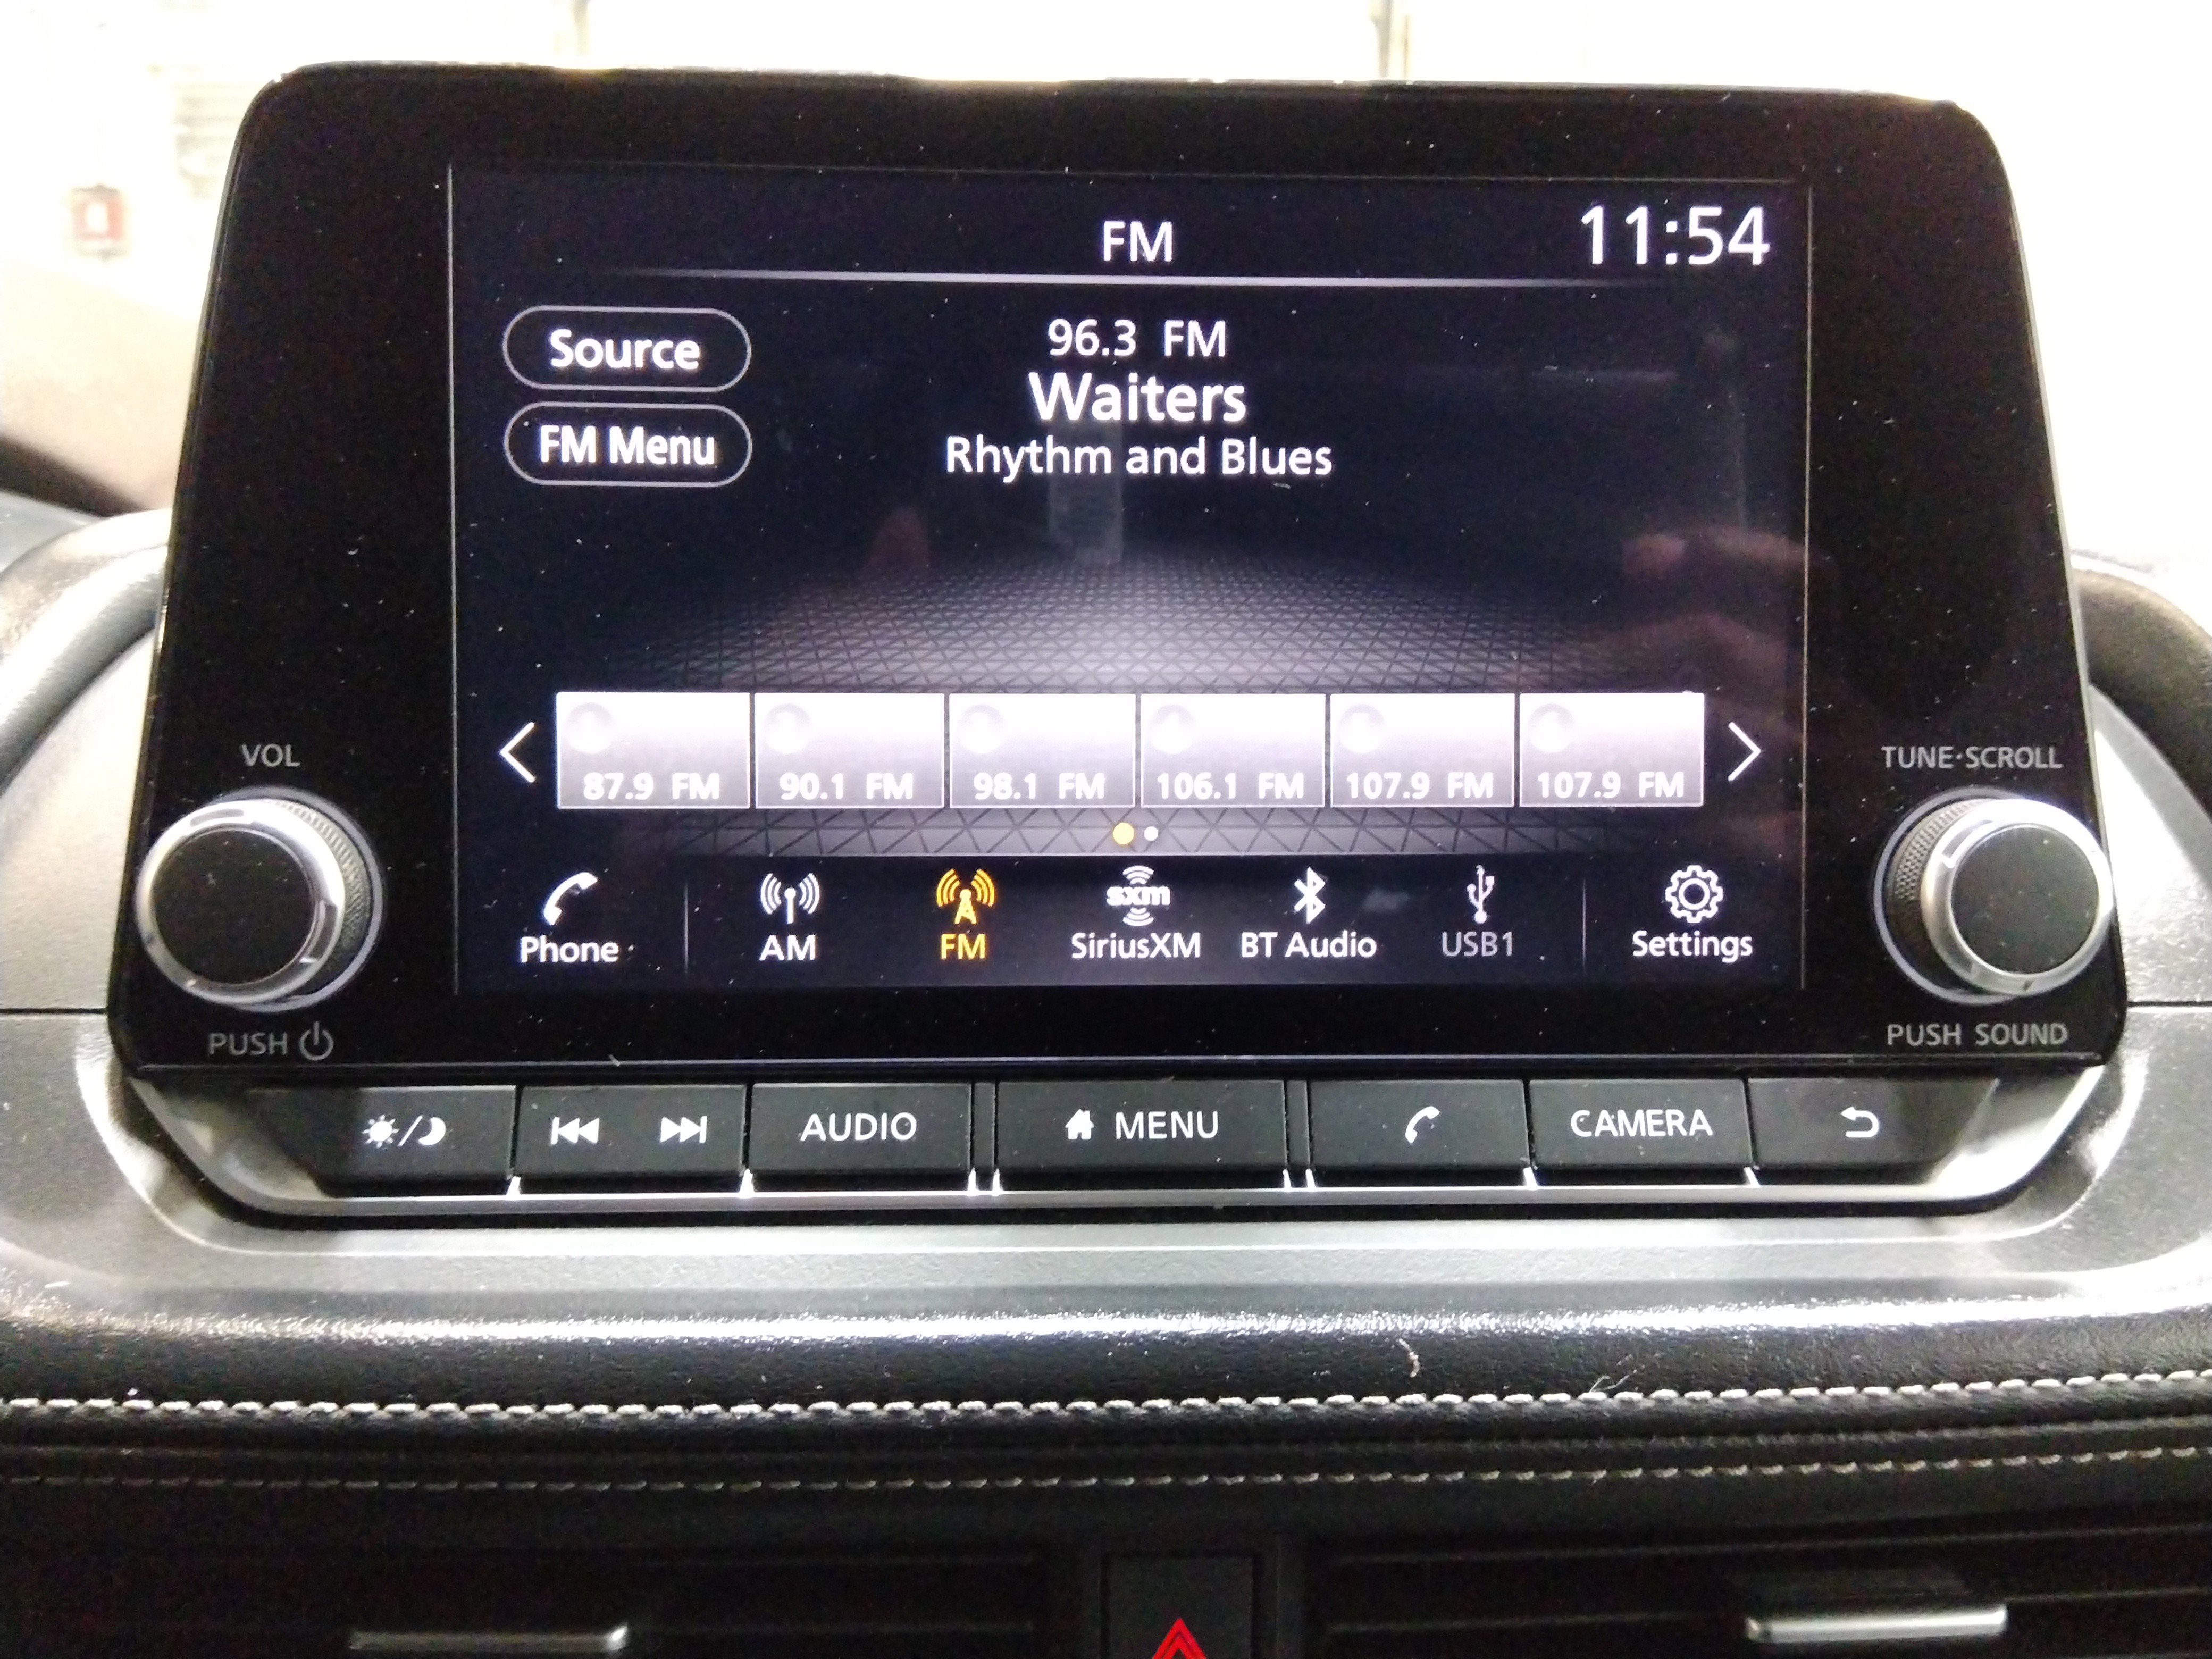 FM
11:54
Source
96.3 FM
Waiters
FM Menu
Rhythm and Blues
VOL
TUNE·SCROLL
87.9 FM
90.1 FM
98.1 FM
106.1 FM
107.9 FM
107.9 FM
sxm
Phone
AM
FM
SiriusXM
BT Audio
USB1
Settings
PUSH
PUSH SOUND
AUDIO
MENU
CAMERA